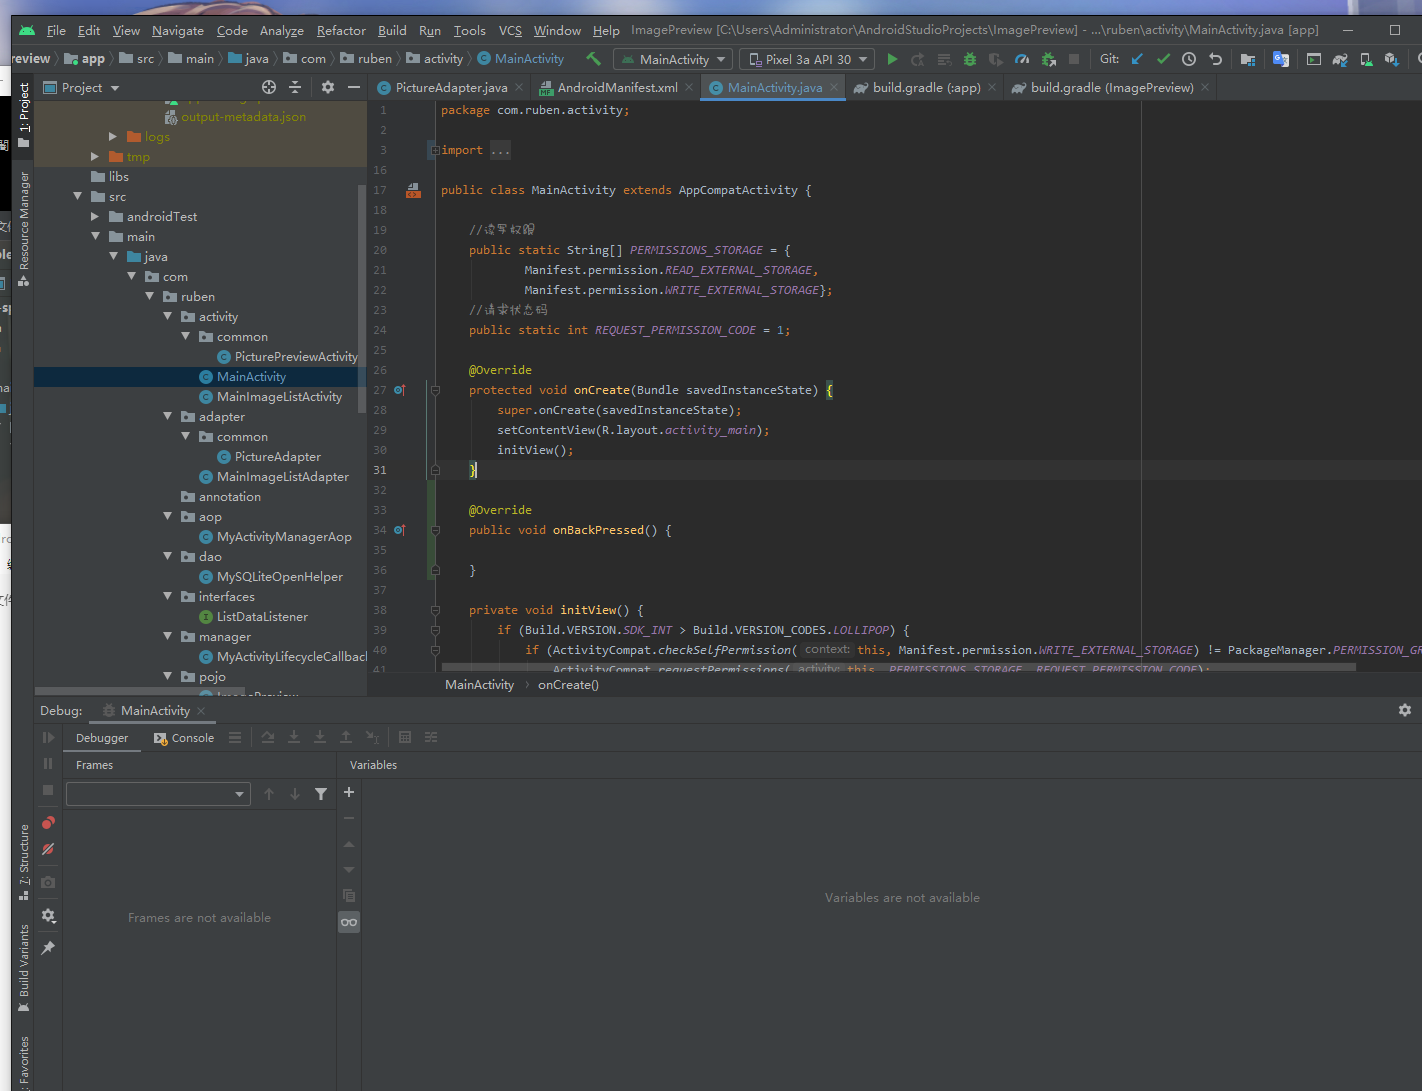 File Edit View Navigate Code Analyze Refactor Build Run Tools VCS Window Help ImagePreview [C:\Users\Administrator\AndroidStudioProjects\ImagePreview] - ...\ruben\activity\MainActivity.java [app]
review app src main java com ruben activity MainActivity MainActivity Pixel 3a API 30 Git:
Project
PictureAdapter.java AndroidManifest.xml MainActivity.java build.gradle (:app) build.gradle (ImagePreview)
1: Project
Resource Manager
7: Structure
Build Variants
Favorites
output-metadata.json
logs
tmp
libs
src
androidTest
main
java
com
ruben
activity
common
PicturePreviewActivity
MainActivity
MainImageListActivity
adapter
common
PictureAdapter
MainImageListAdapter
annotation
aop
MyActivityManagerAop
dao
MySQLiteOpenHelper
interfaces
ListDataListener
manager
MyActivityLifecycleCallback
pojo
ImagePreview
1 package com.ruben.activity;
2
3 import ...
16
17 public class MainActivity extends AppCompatActivity {
18
19 //读写权限
20 public static String[] PERMISSIONS_STORAGE = {
21 Manifest.permission.READ_EXTERNAL_STORAGE,
22 Manifest.permission.WRITE_EXTERNAL_STORAGE};
23 //请求状态码
24 public static int REQUEST_PERMISSION_CODE = 1;
25
26 @Override
27 protected void onCreate(Bundle savedInstanceState) {
28 super.onCreate(savedInstanceState);
29 setContentView(R.layout.activity_main);
30 initView();
31 }
32
33 @Override
34 public void onBackPressed() {
35
36 }
37
38 private void initView() {
39 if (Build.VERSION.SDK_INT > Build.VERSION_CODES.LOLLIPOP) {
40 if (ActivityCompat.checkSelfPermission( context: this, Manifest.permission.WRITE_EXTERNAL_STORAGE) != PackageManager.PERMISSION_GR
41 ActivityCompat.requestPermissions( activity: this, PERMISSIONS_STORAGE, REQUEST_PERMISSION_CODE);
MainActivity onCreate()
Debug: MainActivity
Debugger Console
Frames Variables
Frames are not available
Variables are not available